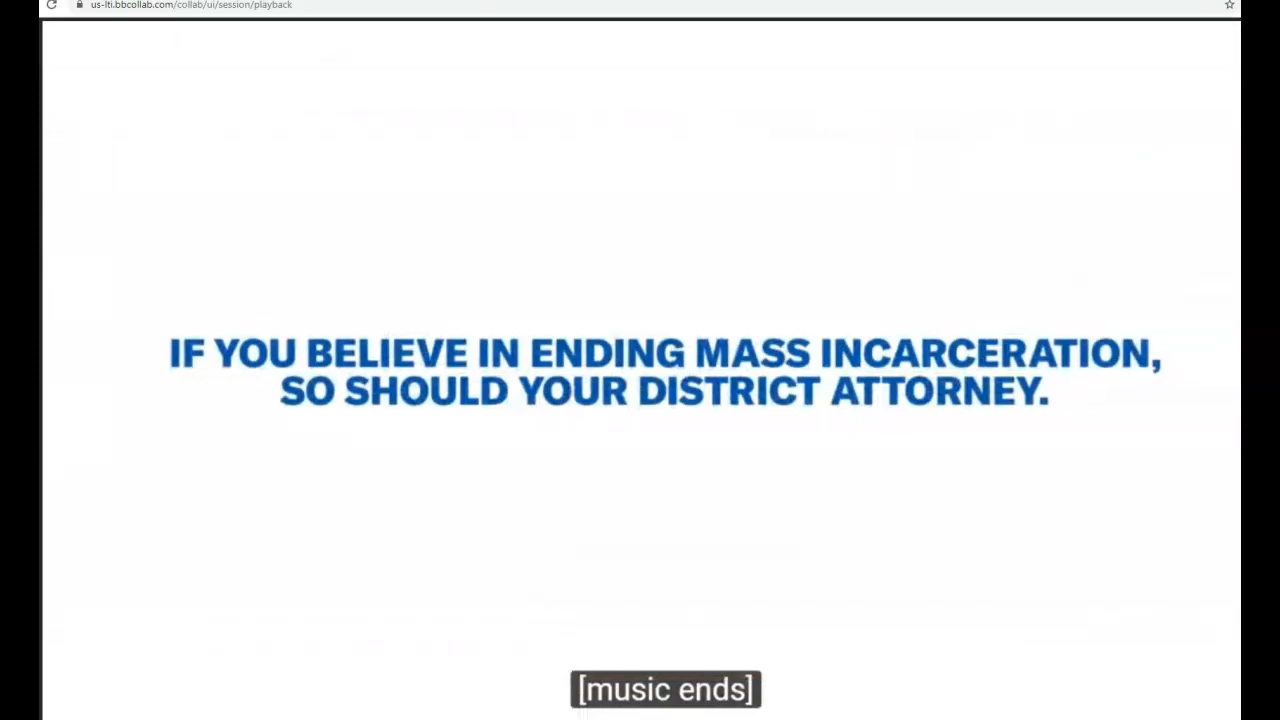 us-lti.bbcollab.com/collab/ui/session/playback
IF YOU BELIEVE IN ENDING MASS INCARCERATION,
SO SHOULD YOUR DISTRICT ATTORNEY.
[music ends]